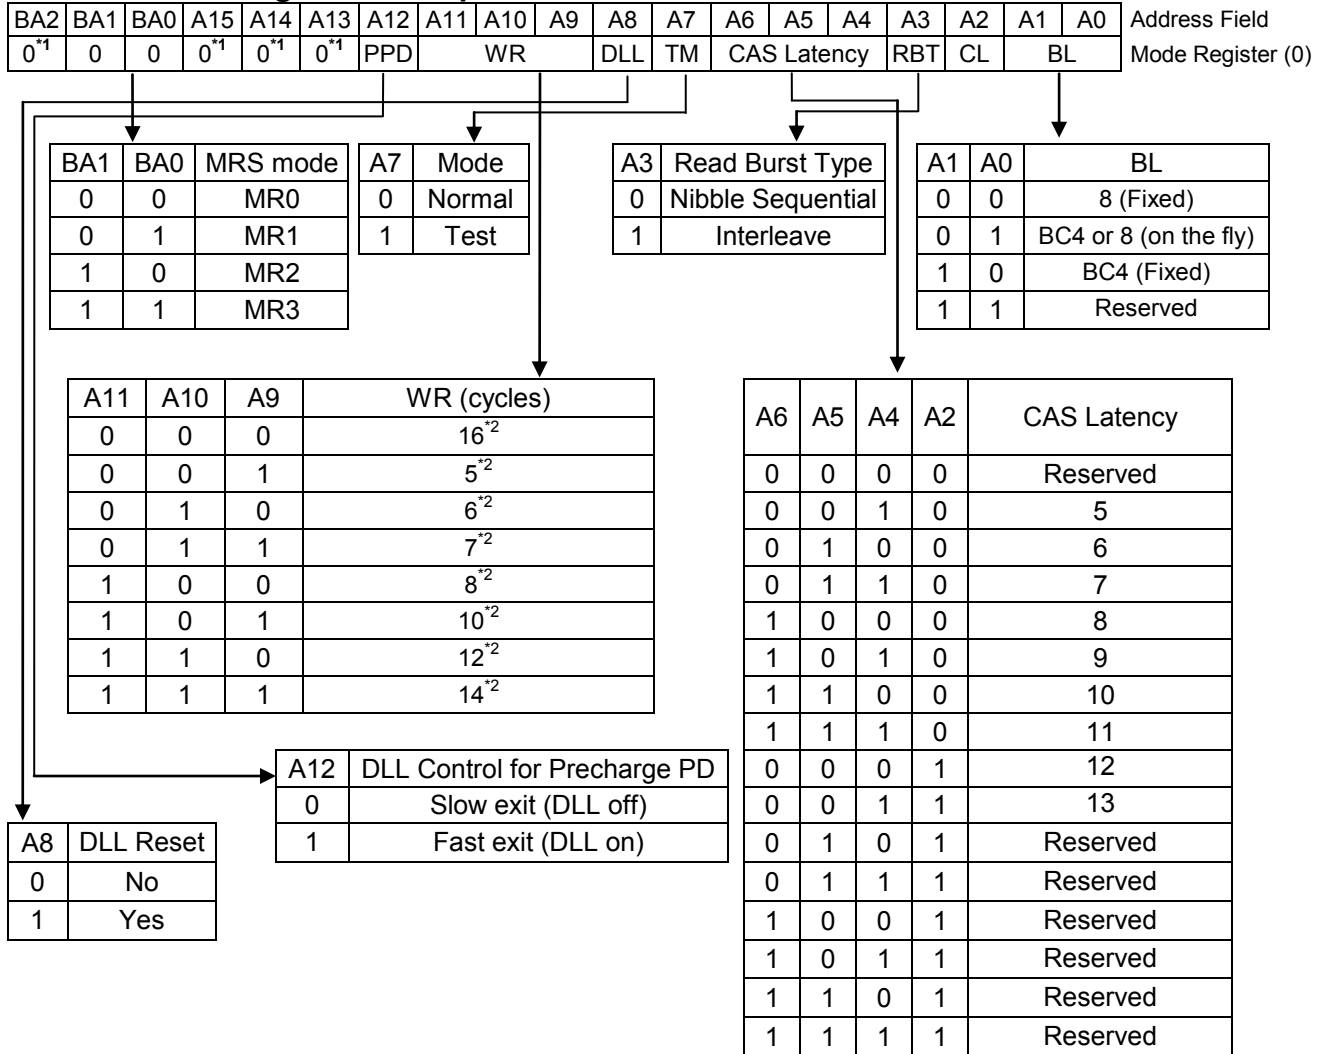 BA2 BA1 BA0 A15 A14 A13 A12 A11 A10 A9 A8 A7 A6 A5 A4 A3 A2 A1 A0 Address Field
0*1 0 0 0*1 0*1 0*1 PPD WR DLL TM CAS Latency RBT CL BL Mode Register (0)
BA1 BA0 MRS mode
0 0 MR0
0 1 MR1
1 0 MR2
1 1 MR3
A7 Mode
0 Normal
1 Test
A3 Read Burst Type
0 Nibble Sequential
1 Interleave
A1 A0 BL
0 0 8 (Fixed)
0 1 BC4 or 8 (on the fly)
1 0 BC4 (Fixed)
1 1 Reserved
A11 A10 A9 WR (cycles)
0 0 0 16*2
0 0 1 5*2
0 1 0 6*2
0 1 1 7*2
1 0 0 8*2
1 0 1 10*2
1 1 0 12*2
1 1 1 14*2
A6 A5 A4 A2 CAS Latency
0 0 0 0 Reserved
0 0 1 0 5
0 1 0 0 6
0 1 1 0 7
1 0 0 0 8
1 0 1 0 9
1 1 0 0 10
1 1 1 0 11
0 0 0 1 12
0 0 1 1 13
0 1 0 1 Reserved
0 1 1 1 Reserved
1 0 0 1 Reserved
1 0 1 1 Reserved
1 1 0 1 Reserved
1 1 1 1 Reserved
A12 DLL Control for Precharge PD
0 Slow exit (DLL off)
1 Fast exit (DLL on)
A8 DLL Reset
0 No
1 Yes